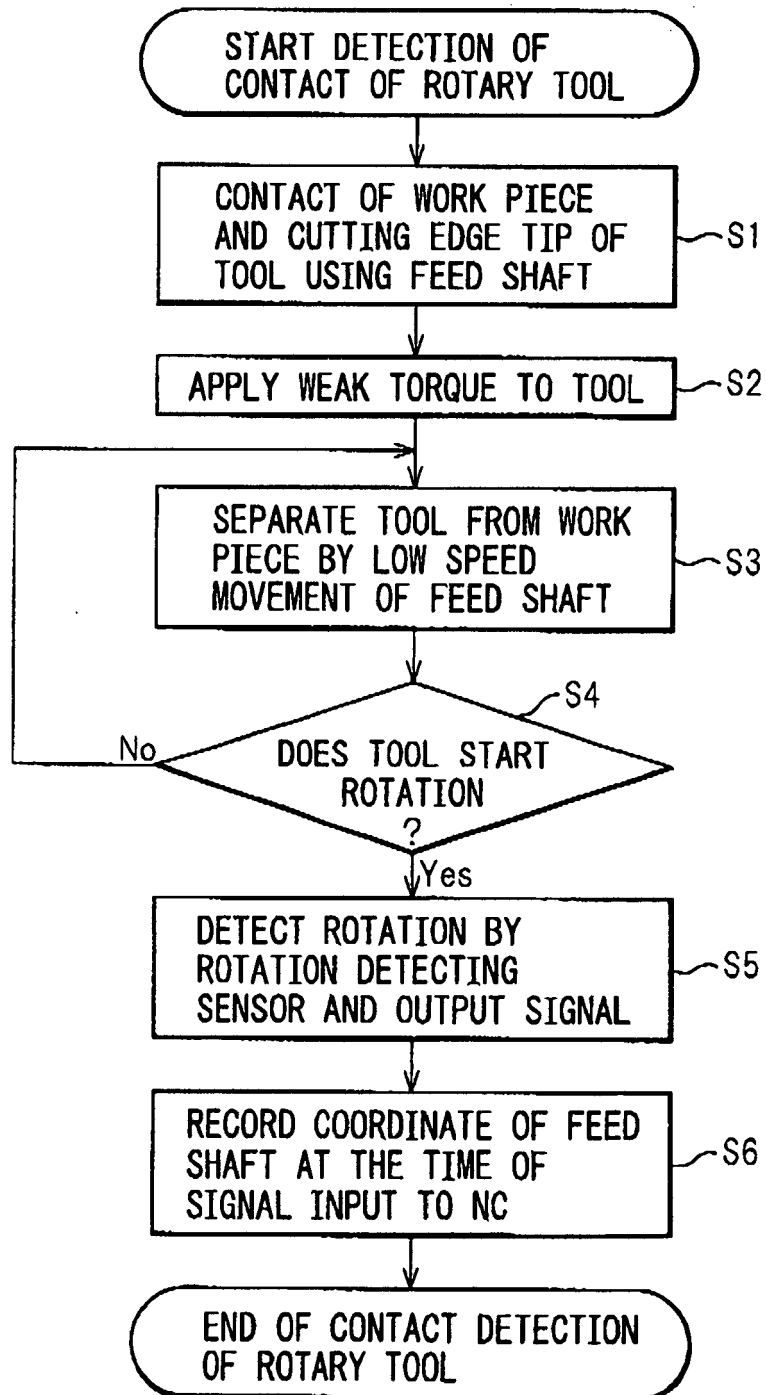 START DETECTION OF
CONTACT OF ROTARY TOOL
CONTACT OF WORK PIECE
AND CUTTING EDGE TIP OF
TOOL USING FEED SHAFT
S1
APPLY WEAK TORQUE TO TOOL
S2
SEPARATE TOOL FROM WORK
PIECE BY LOW SPEED
MOVEMENT OF FEED SHAFT
S3
S4
DOES TOOL START
ROTATION
?
No
Yes
DETECT ROTATION BY
ROTATION DETECTING
SENSOR AND OUTPUT SIGNAL
S5
RECORD COORDINATE OF FEED
SHAFT AT THE TIME OF
SIGNAL INPUT TO NC
S6
END OF CONTACT DETECTION
OF ROTARY TOOL